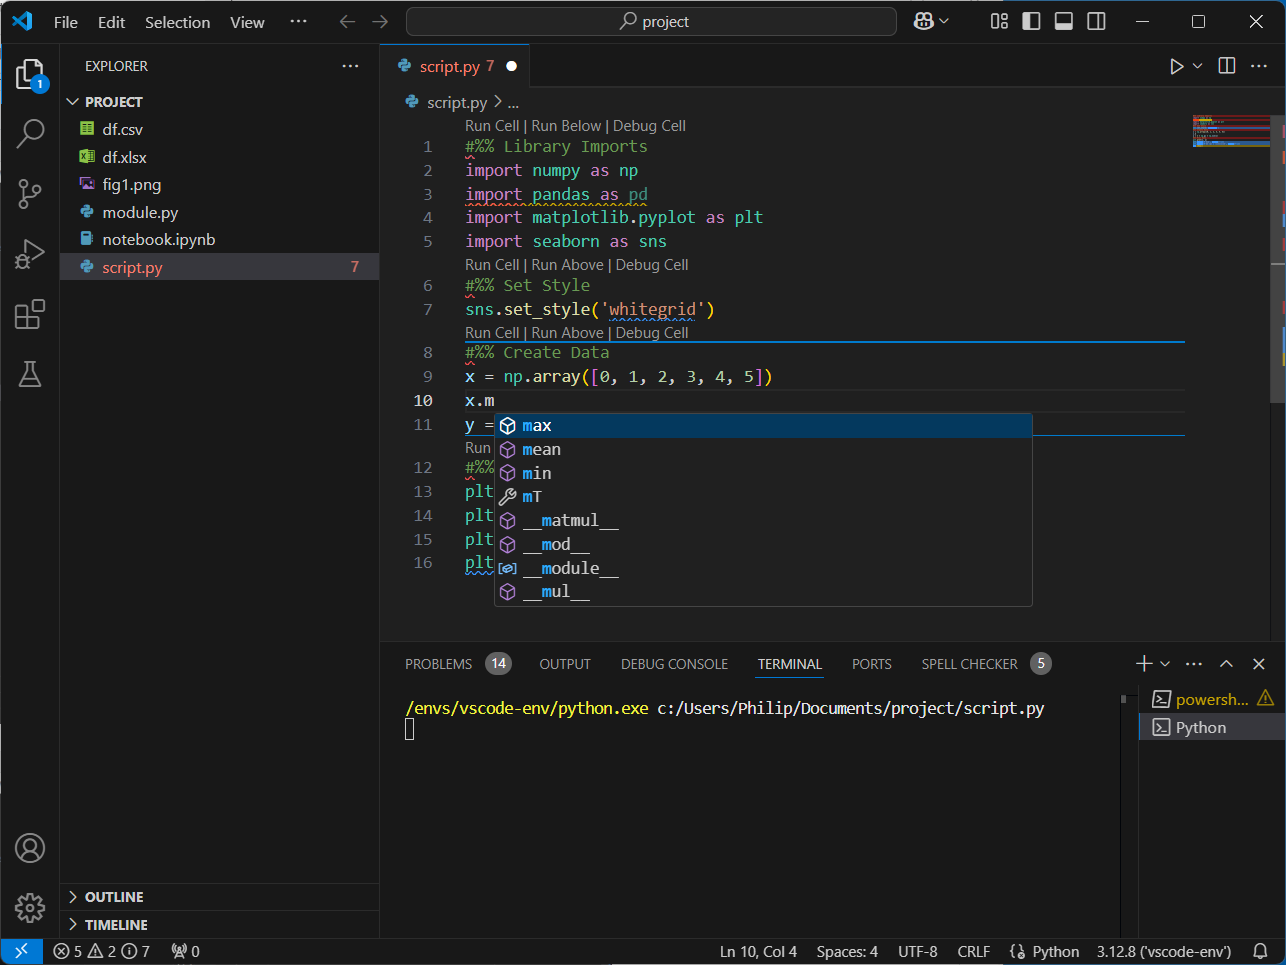 File Edit Selection View ··· project
EXPLORER ···
1
PROJECT
df.csv
df.xlsx
fig1.png
module.py
notebook.ipynb
script.py 7
OUTLINE
TIMELINE
script.py 7
script.py > ...
Run Cell | Run Below | Debug Cell
1 #%% Library Imports
2 import numpy as np
3 import pandas as pd
4 import matplotlib.pyplot as plt
5 import seaborn as sns
Run Cell | Run Above | Debug Cell
6 #%% Set Style
7 sns.set_style('whitegrid')
Run Cell | Run Above | Debug Cell
8 #%% Create Data
9 x = np.array([0, 1, 2, 3, 4, 5])
10 x.m
11 y =
Run
12 #%%
13 plt
14 plt
15 plt
16 plt
max
mean
min
mT
__matmul__
__mod__
__module__
__mul__
PROBLEMS 14 OUTPUT DEBUG CONSOLE TERMINAL PORTS SPELL CHECKER 5
/envs/vscode-env/python.exe c:/Users/Philip/Documents/project/script.py
powersh...
Python
5 2 7 0 Ln 10, Col 4 Spaces: 4 UTF-8 CRLF Python 3.12.8 ('vscode-env')